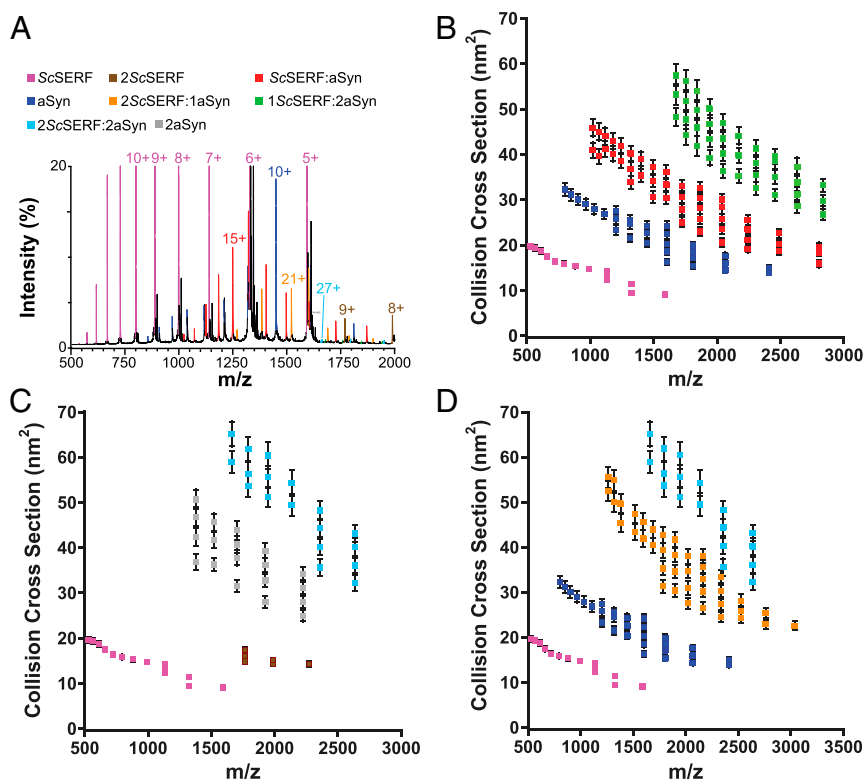 A
ScSERF 2ScSERF ScSERF:aSyn
aSyn 2ScSERF:1aSyn 1ScSERF:2aSyn
2ScSERF:2aSyn 2aSyn
20
10+ 9+ 8+ 7+ 6+ 10+ 5+
15+
21+
27+
9+
8+
10
0
Intensity (%)
500 750 1000 1250 1500 1750 2000
m/z
B
70
60
50
40
30
20
10
0
Collision Cross Section (nm²)
500 1000 1500 2000 2500 3000
m/z
C
70
60
50
40
30
20
10
0
Collision Cross Section (nm²)
500 1000 1500 2000 2500 3000
m/z
D
70
60
50
40
30
20
10
0
Collision Cross Section (nm²)
500 1000 1500 2000 2500 3000 3500
m/z